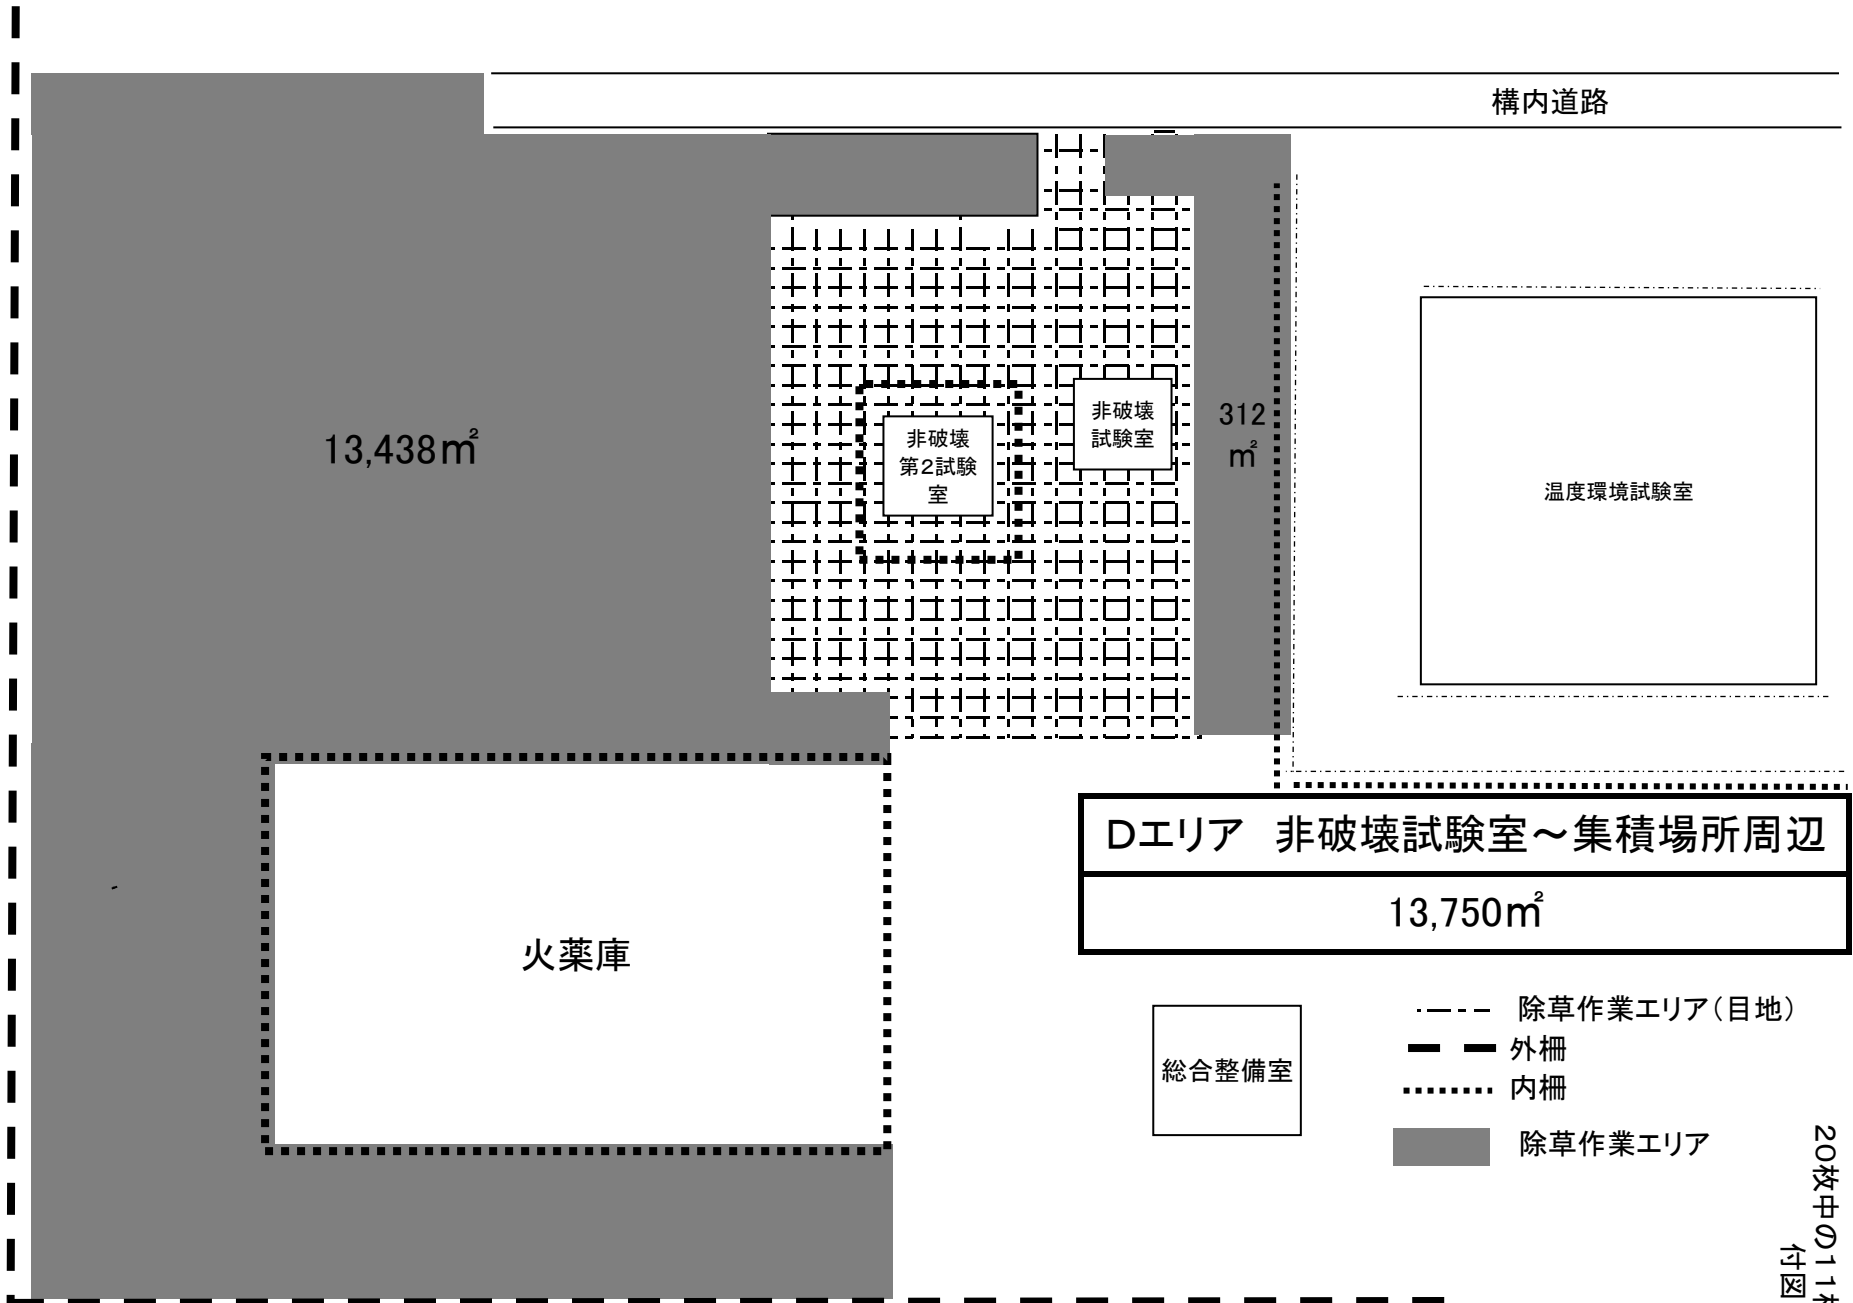 構内道路
13,438㎡
非破壊
第2試験
室
非破壊
試験室
312
㎡
温度環境試験室
Dエリア　非破壊試験室～集積場所周辺
13,750㎡
火薬庫
総合整備室
除草作業エリア(目地)
外柵
内柵
除草作業エリア
20枚中の11
付図